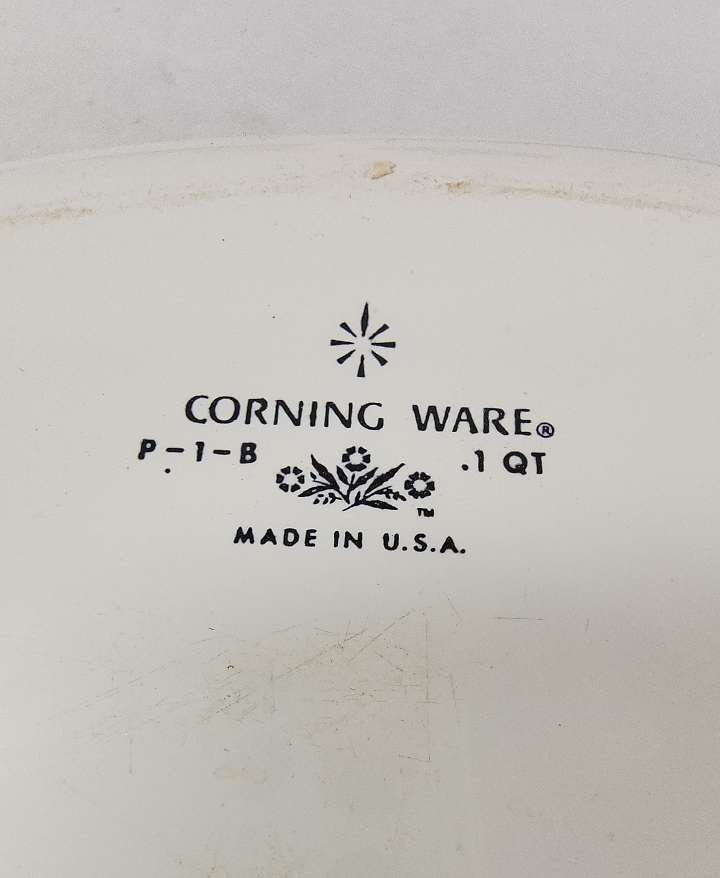 CORNING WARE®
P-1-B .1 QT
TM
MADE IN U.S.A.